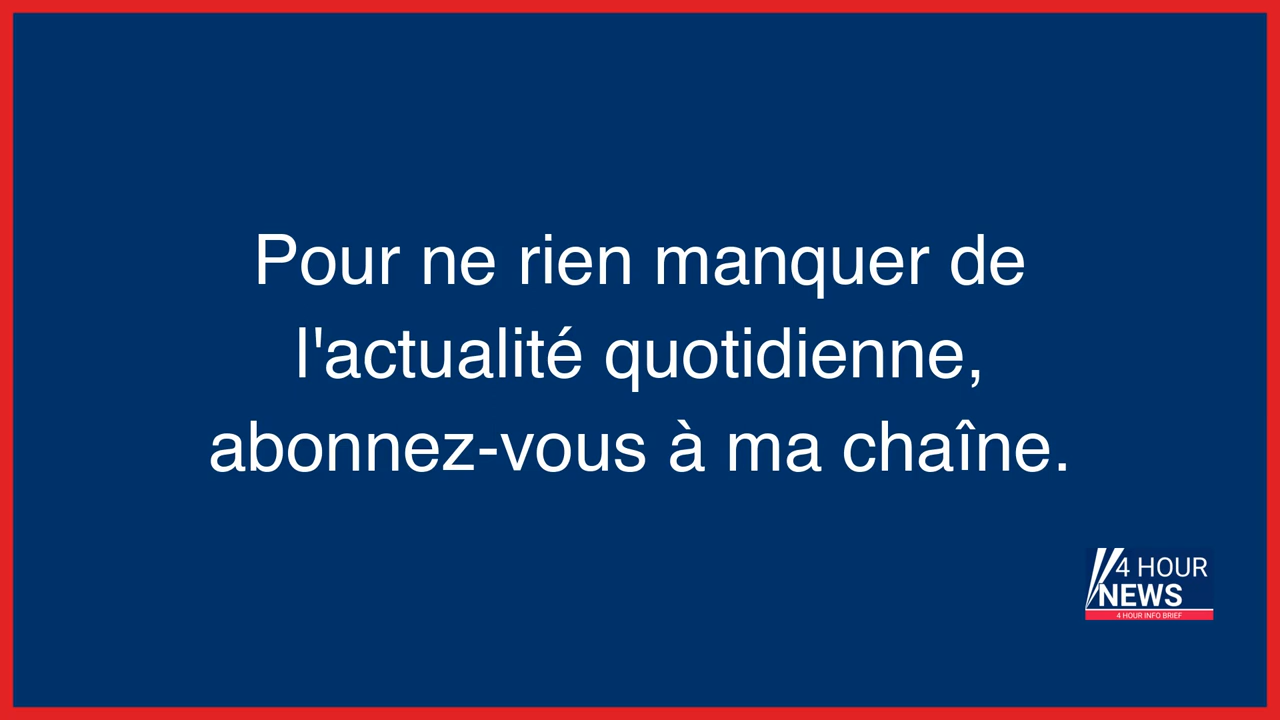 Pour ne rien manquer de
l'actualité quotidienne,
abonnez-vous à ma chaîne.
4 HOUR
NEWS
4 HOUR INFO BRIEF